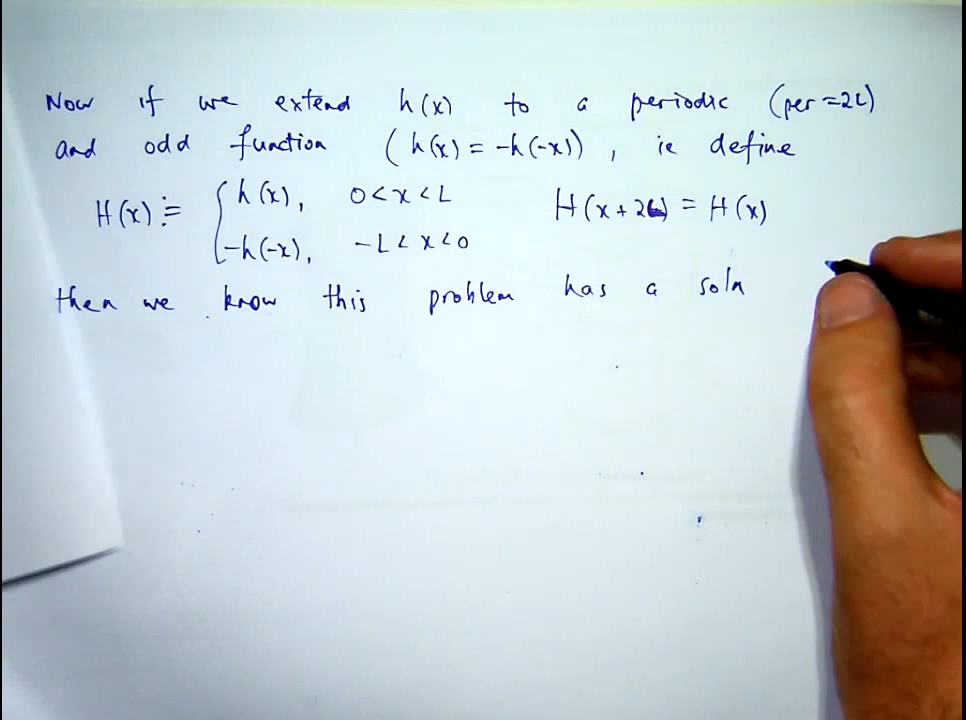 Now if we extend h(x) to a periodic (per=2L)
and odd function (h(x) = -h(-x)), ie define
H(x) := { h(x), 0<x<L H(x+2L) = H(x)
-h(-x), -L<x<0
then we know this problem has a soln